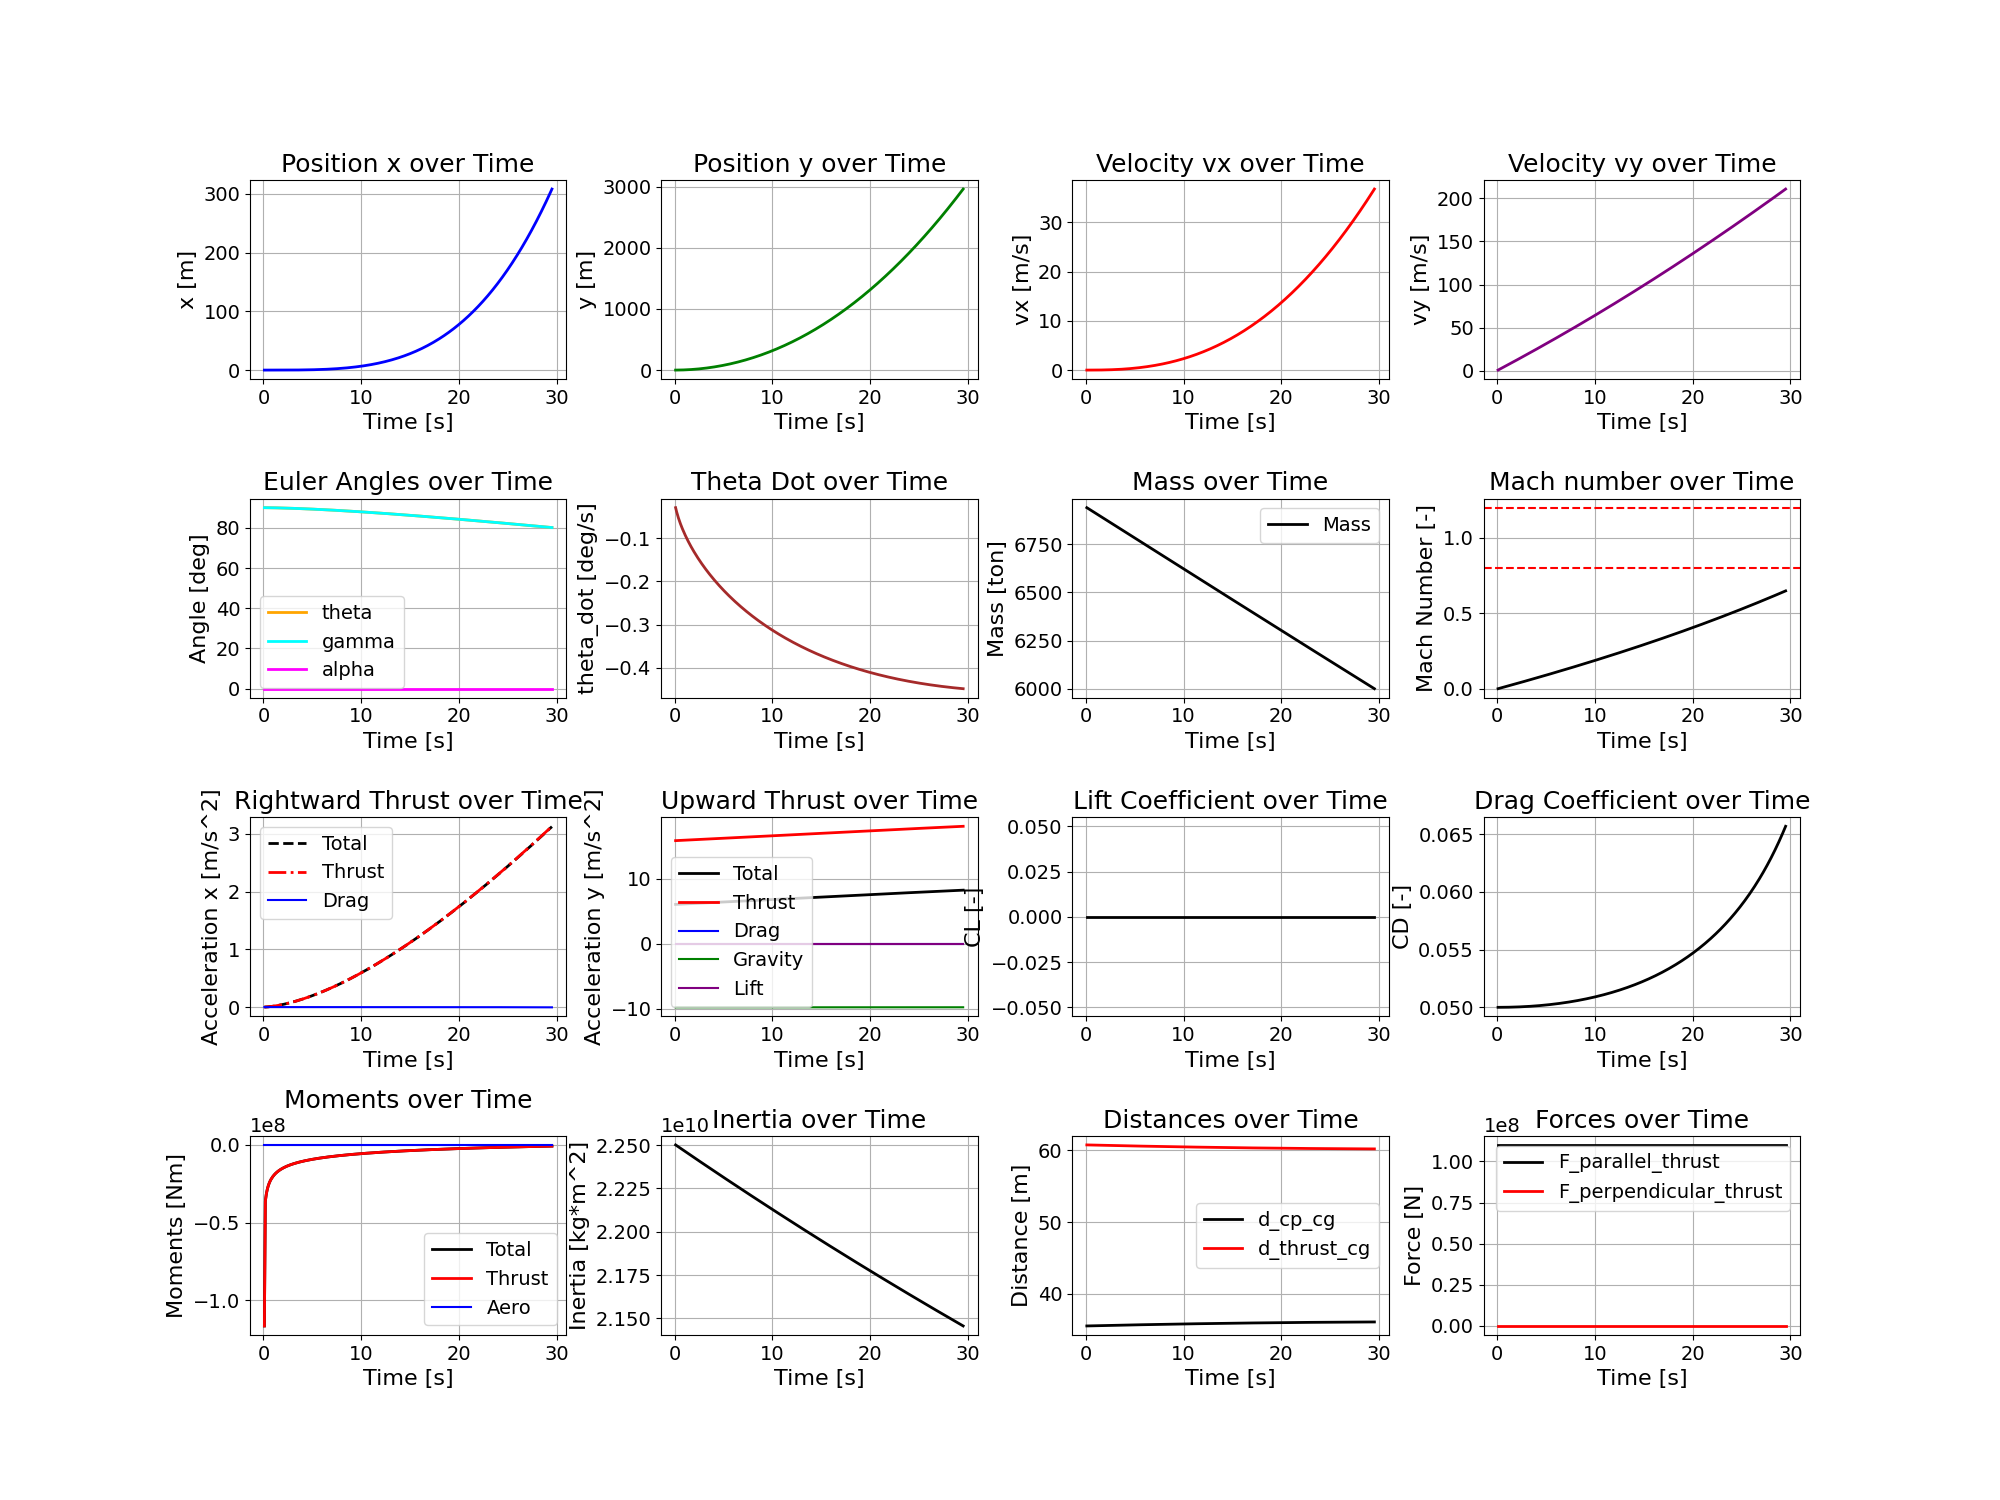 Position x over Time
x [m]
300
200
100
0
0 10 20 30
Time [s]
Position y over Time
y [m]
3000
2000
1000
0
0 10 20 30
Time [s]
Velocity vx over Time
vx [m/s]
30
20
10
0
0 10 20 30
Time [s]
Velocity vy over Time
vy [m/s]
200
150
100
50
0
0 10 20 30
Time [s]
Euler Angles over Time
Angle [deg]
80
60
40
20
0
theta
gamma
alpha
0 10 20 30
Time [s]
Theta Dot over Time
theta_dot [deg/s]
−0.1
−0.2
−0.3
−0.4
0 10 20 30
Time [s]
Mass over Time
Mass [ton]
6750
6500
6250
6000
Mass
0 10 20 30
Time [s]
Mach number over Time
Mach Number [-]
1.0
0.5
0.0
0 10 20 30
Time [s]
Rightward Thrust over Time
Acceleration x [m/s^2]
3
2
1
0
Total
Thrust
Drag
0 10 20 30
Time [s]
Upward Thrust over Time
Acceleration y [m/s^2]
10
0
−10
Total
Thrust
Drag
Gravity
Lift
0 10 20 30
Time [s]
Lift Coefficient over Time
CL [-]
0.050
0.025
0.000
−0.025
−0.050
0 10 20 30
Time [s]
Drag Coefficient over Time
CD [-]
0.065
0.060
0.055
0.050
0 10 20 30
Time [s]
Moments over Time
1e8
Moments [Nm]
0.0
−0.5
−1.0
Total
Thrust
Aero
0 10 20 30
Time [s]
Inertia over Time
1e10
Inertia [kg*m^2]
2.250
2.225
2.200
2.175
2.150
0 10 20 30
Time [s]
Distances over Time
Distance [m]
60
50
40
d_cp_cg
d_thrust_cg
0 10 20 30
Time [s]
Forces over Time
1e8
Force [N]
1.00
0.75
0.50
0.25
0.00
F_parallel_thrust
F_perpendicular_thrust
0 10 20 30
Time [s]